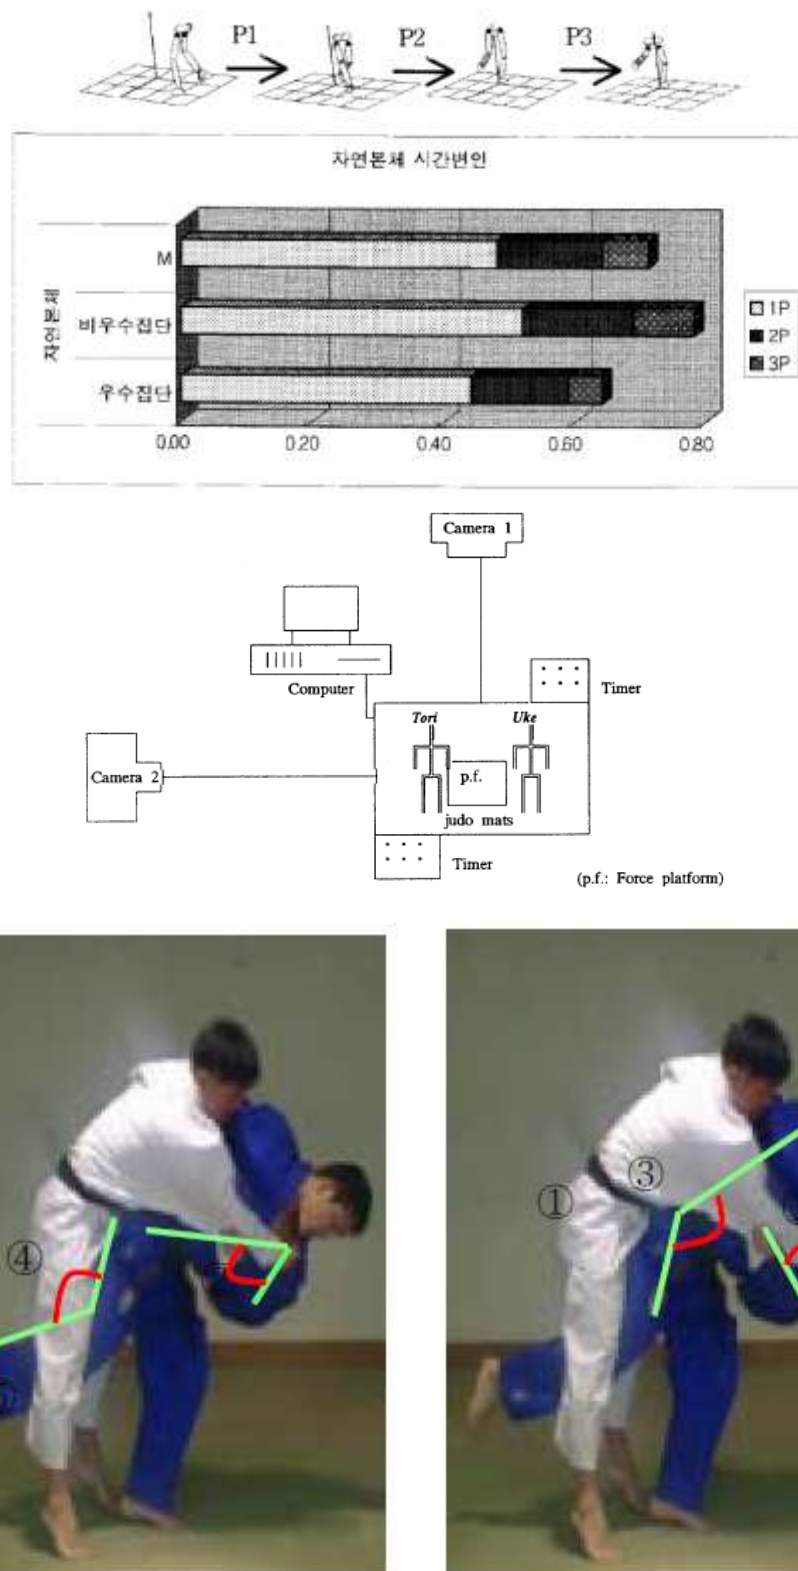 P1 P2 P3
자연본체 시간변인
자연본체
M
비우수집단
우수집단
1P
2P
3P
0.00 0.20 0.40 0.60 0.80
Camera 1
Computer
Timer
Tori Uke
Camera 2
p.f.
judo mats
Timer
(p.f.: Force platform)
④
① ③